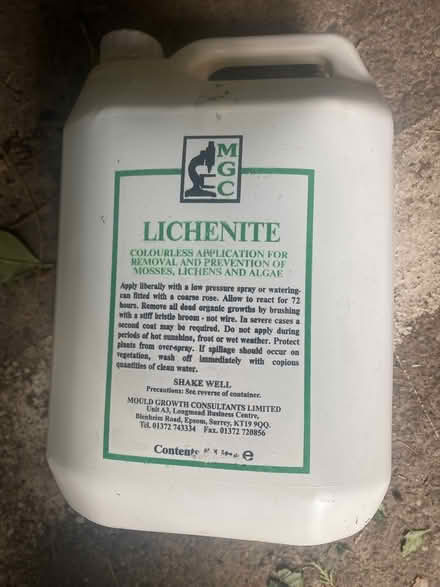 MGC
LICHENITE
COLOURLESS APPLICATION FOR
REMOVAL AND PREVENTION OF
MOSSES, LICHENS AND ALGAE
Apply liberally with a low pressure spray or watering-
can fitted with a coarse rose. Allow to react for 72
hours. Remove all dead organic growths by brushing
with a stiff bristle broom - not wire. In severe cases a
second coat may be required. Do not apply during
periods of hot sunshine, frost or wet weather. Protect
plants from over-spray. If spillage should occur on
vegetation, wash off immediately with copious
quantities of clean water.
SHAKE WELL
Precautions: See reverse of container.
MOULD GROWTH CONSULTANTS LIMITED
Unit A3, Longmead Business Centre,
Blenheim Road, Epsom, Surrey, KT19 9QQ.
Tel. 01372 743334 Fax. 01372 720856
Contents e